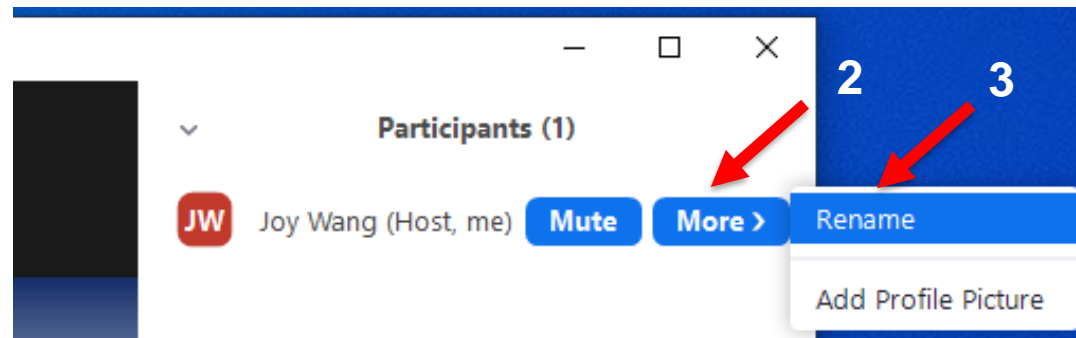 2 3
Participants (1)
JW Joy Wang (Host, me) Mute More > Rename
Add Profile Picture